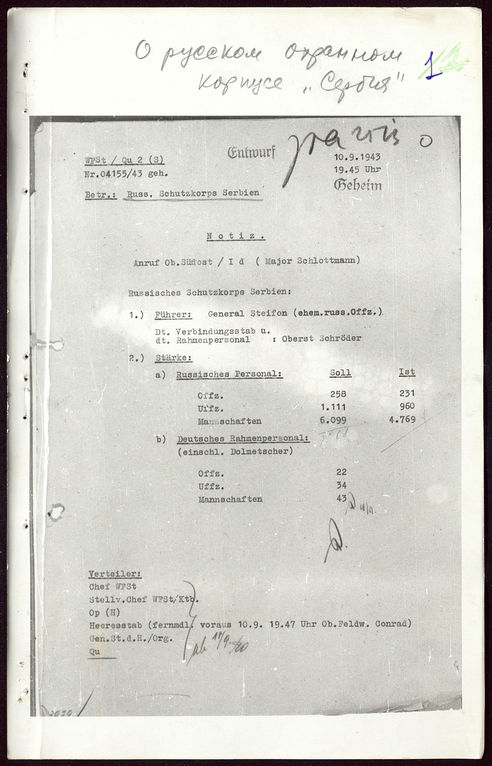 О русском охранном
корпусе „Сербия" 1
WFSt / Qu 2 (S)
Nr.04155/43 geh.
Betr.: Russ. Schutzkorps Serbien
Entwurf
10.9.1943
19.45 Uhr
Geheim
Notiz.
Anruf Ob.Südost / I d ( Major Schlottmann)
Russisches Schutzkorps Serbien:
1.) Führer: General Steifon (ehem.russ.Offz.)
Dt. Verbindungsstab u.
dt. Rahmenpersonal : Oberst Schröder
2.) Stärke:
a) Russisches Personal: Soll Ist
Offz. 258 231
Uffz. 1.111 960
Mannschaften 6.099 4.769
b) Deutsches Rahmenpersonal:
(einschl. Dolmetscher)
Offz. 22
Uffz. 34
Mannschaften 43
Verteiler:
Chef WFSt
Stellv.Chef WFSt/Ktb.
Op (H)
Heeresstab (fernmdl. voraus 10.9. 19.47 Uhr Ob.Feldw. Conrad)
Gen.St.d.H./Org.
Qu
ab